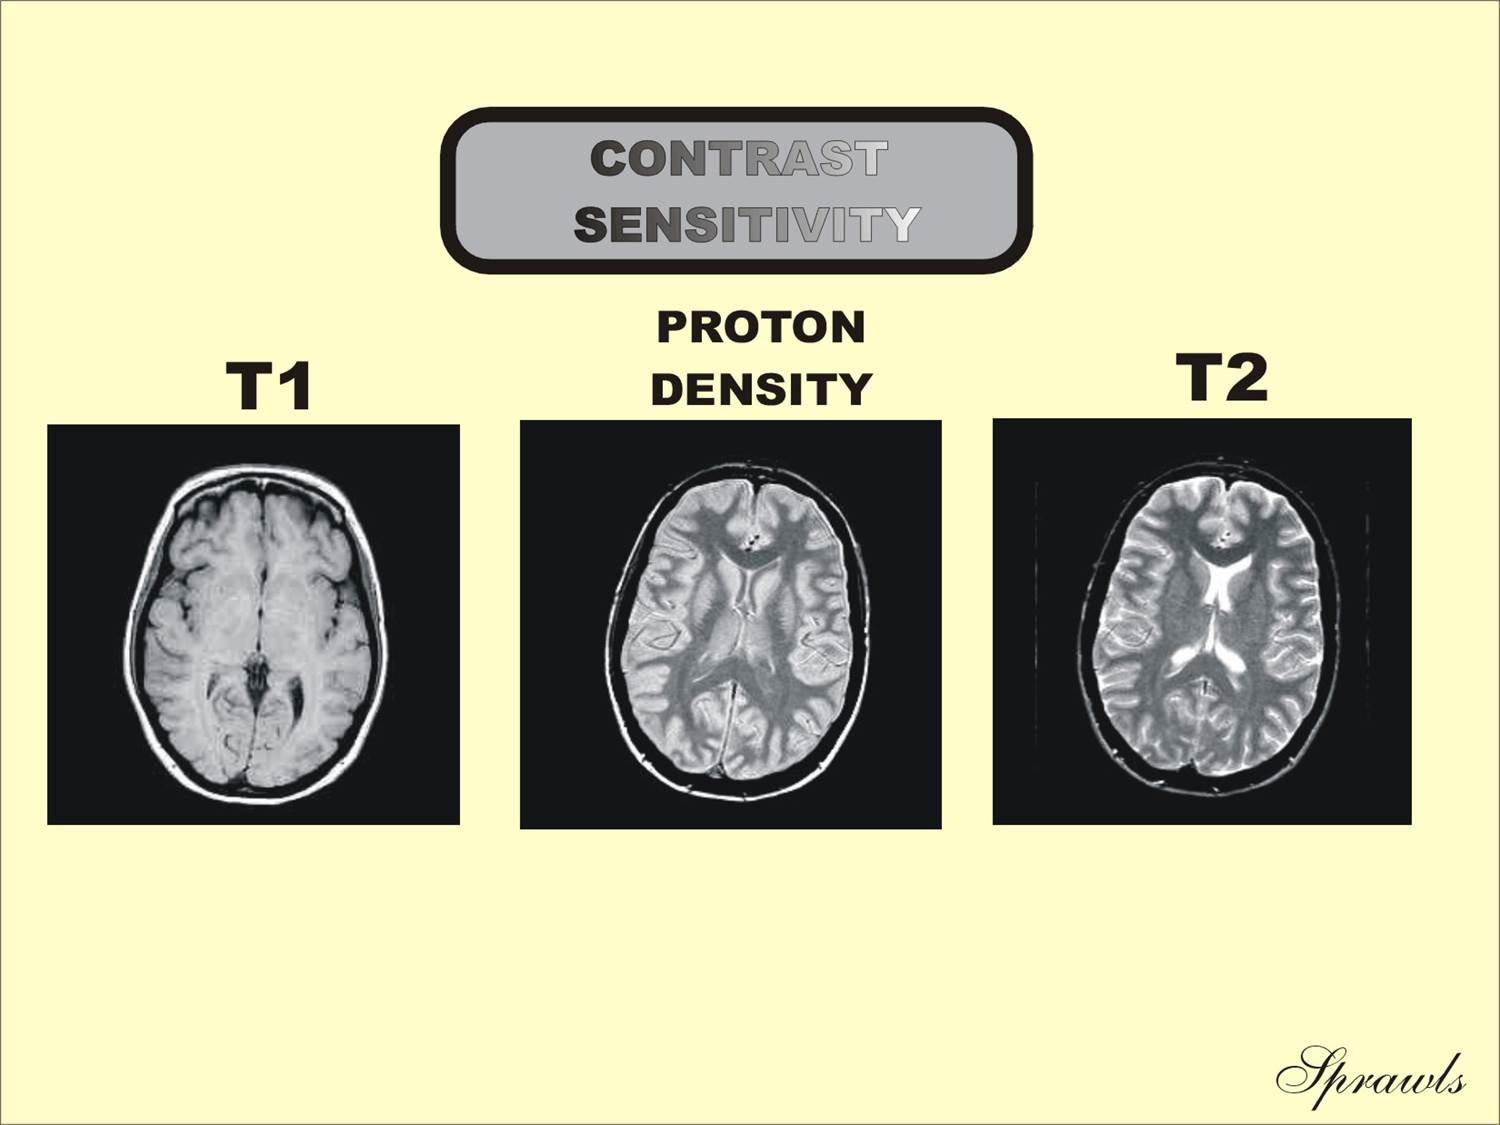 CONTRAST
SENSITIVITY
PROTON
DENSITY
T1
T2
Sprawls